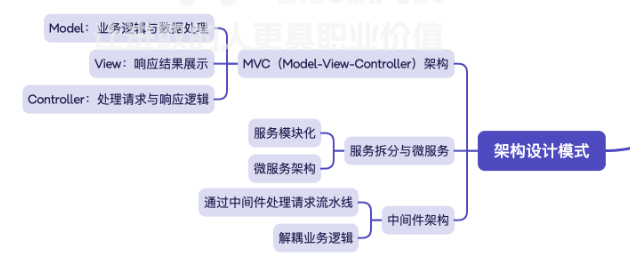 Model：业务逻辑与数据处理
View：响应结果展示
Controller：处理请求与响应逻辑
MVC（Model-View-Controller）架构
服务模块化
微服务架构
服务拆分与微服务
通过中间件处理请求流水线
解耦业务逻辑
中间件架构
架构设计模式